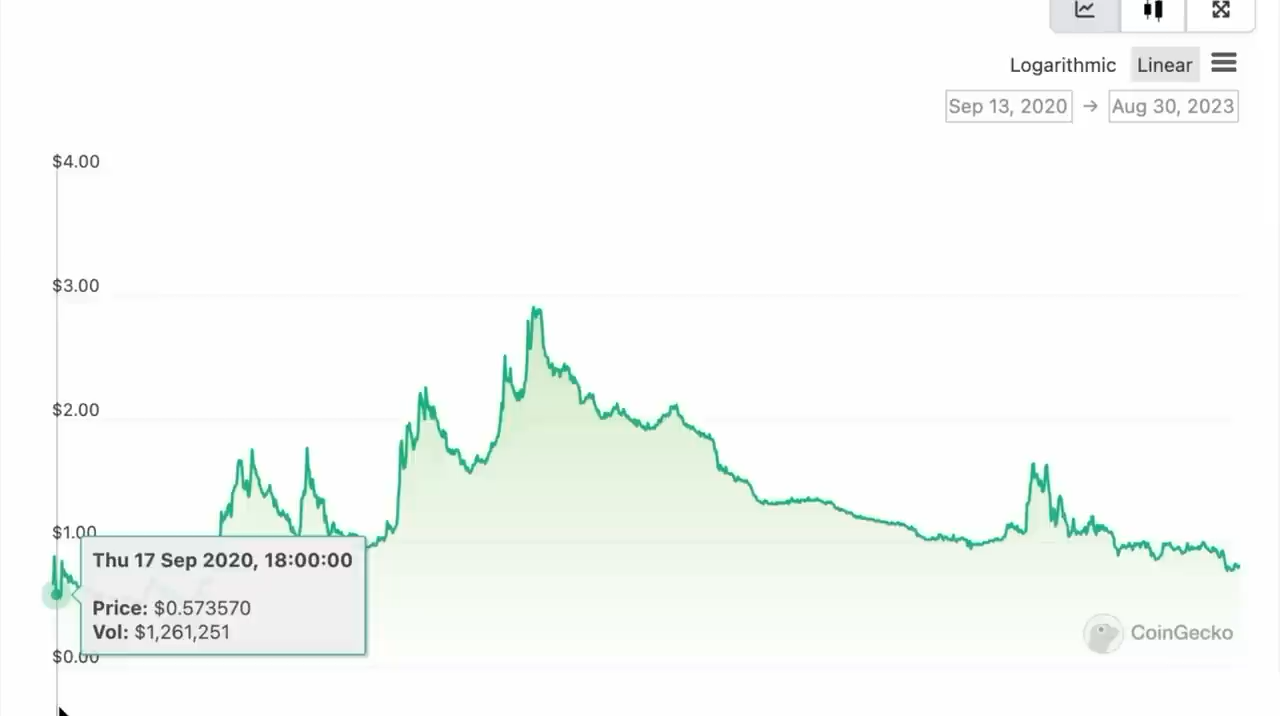 Logarithmic Linear
Sep 13, 2020 → Aug 30, 2023
$4.00
$3.00
$2.00
$1.00
Thu 17 Sep 2020, 18:00:00
Price: $0.573570
Vol: $1,261,251
CoinGecko
$0.00